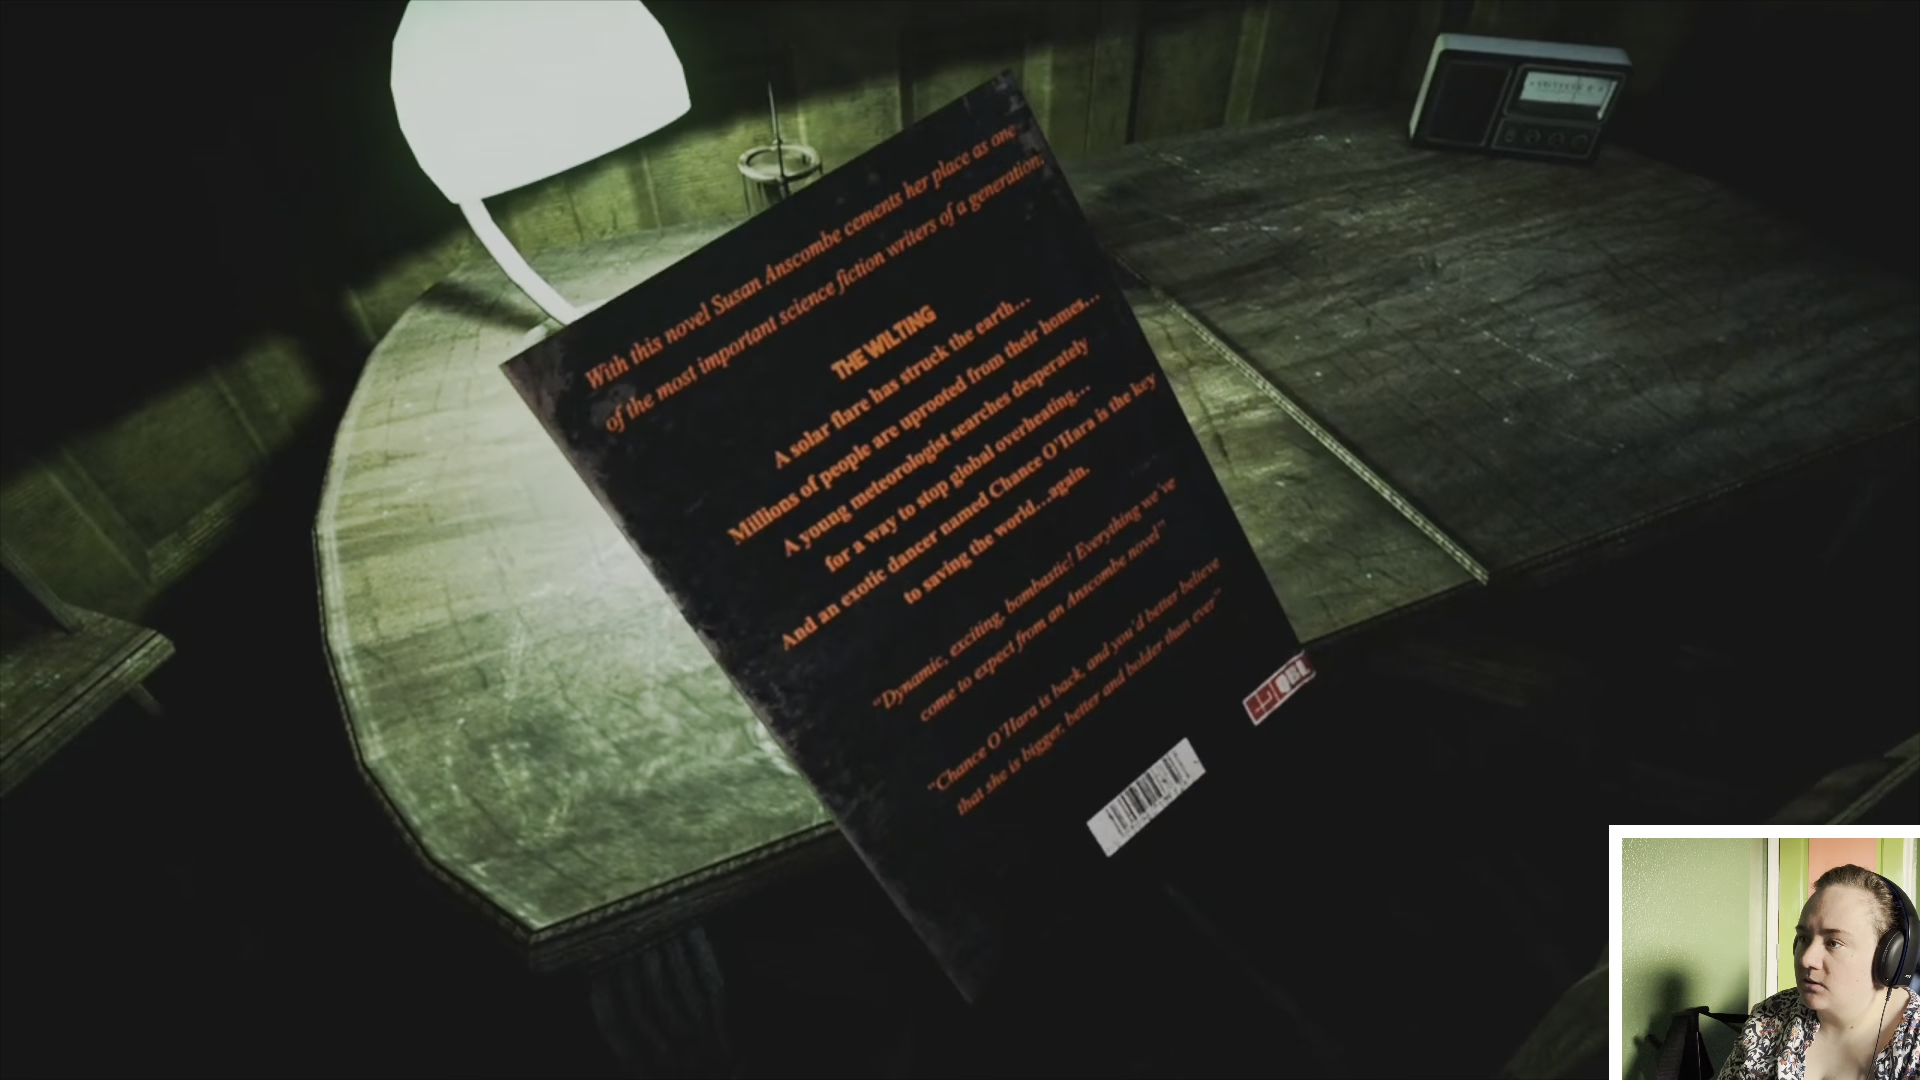 With this novel Susan Anscombe cements her place as one
of the most important science fiction writers of a generation.
THE WILTING
A solar flare has struck the earth...
Millions of people are uprooted from their homes...
A young meteorologist searches desperately
for a way to stop global overheating...
And an exotic dancer named Chance O'Hara is the key
to saving the world...again.
"Dynamic, exciting, bombastic! Everything we've
come to expect from an Anscombe novel"
"Chance O'Hara is back, and you'd better believe
that she is bigger, better and bolder than ever"
QBL